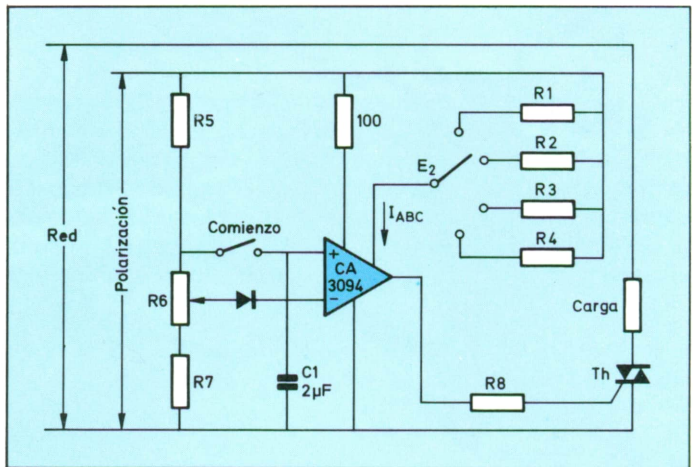 Red
Polarización
R5
R6
R7
Comienzo
100
+
CA
3094
−
C1
2µF
I_ABC
E₂
R1
R2
R3
R4
R8
Carga
Th